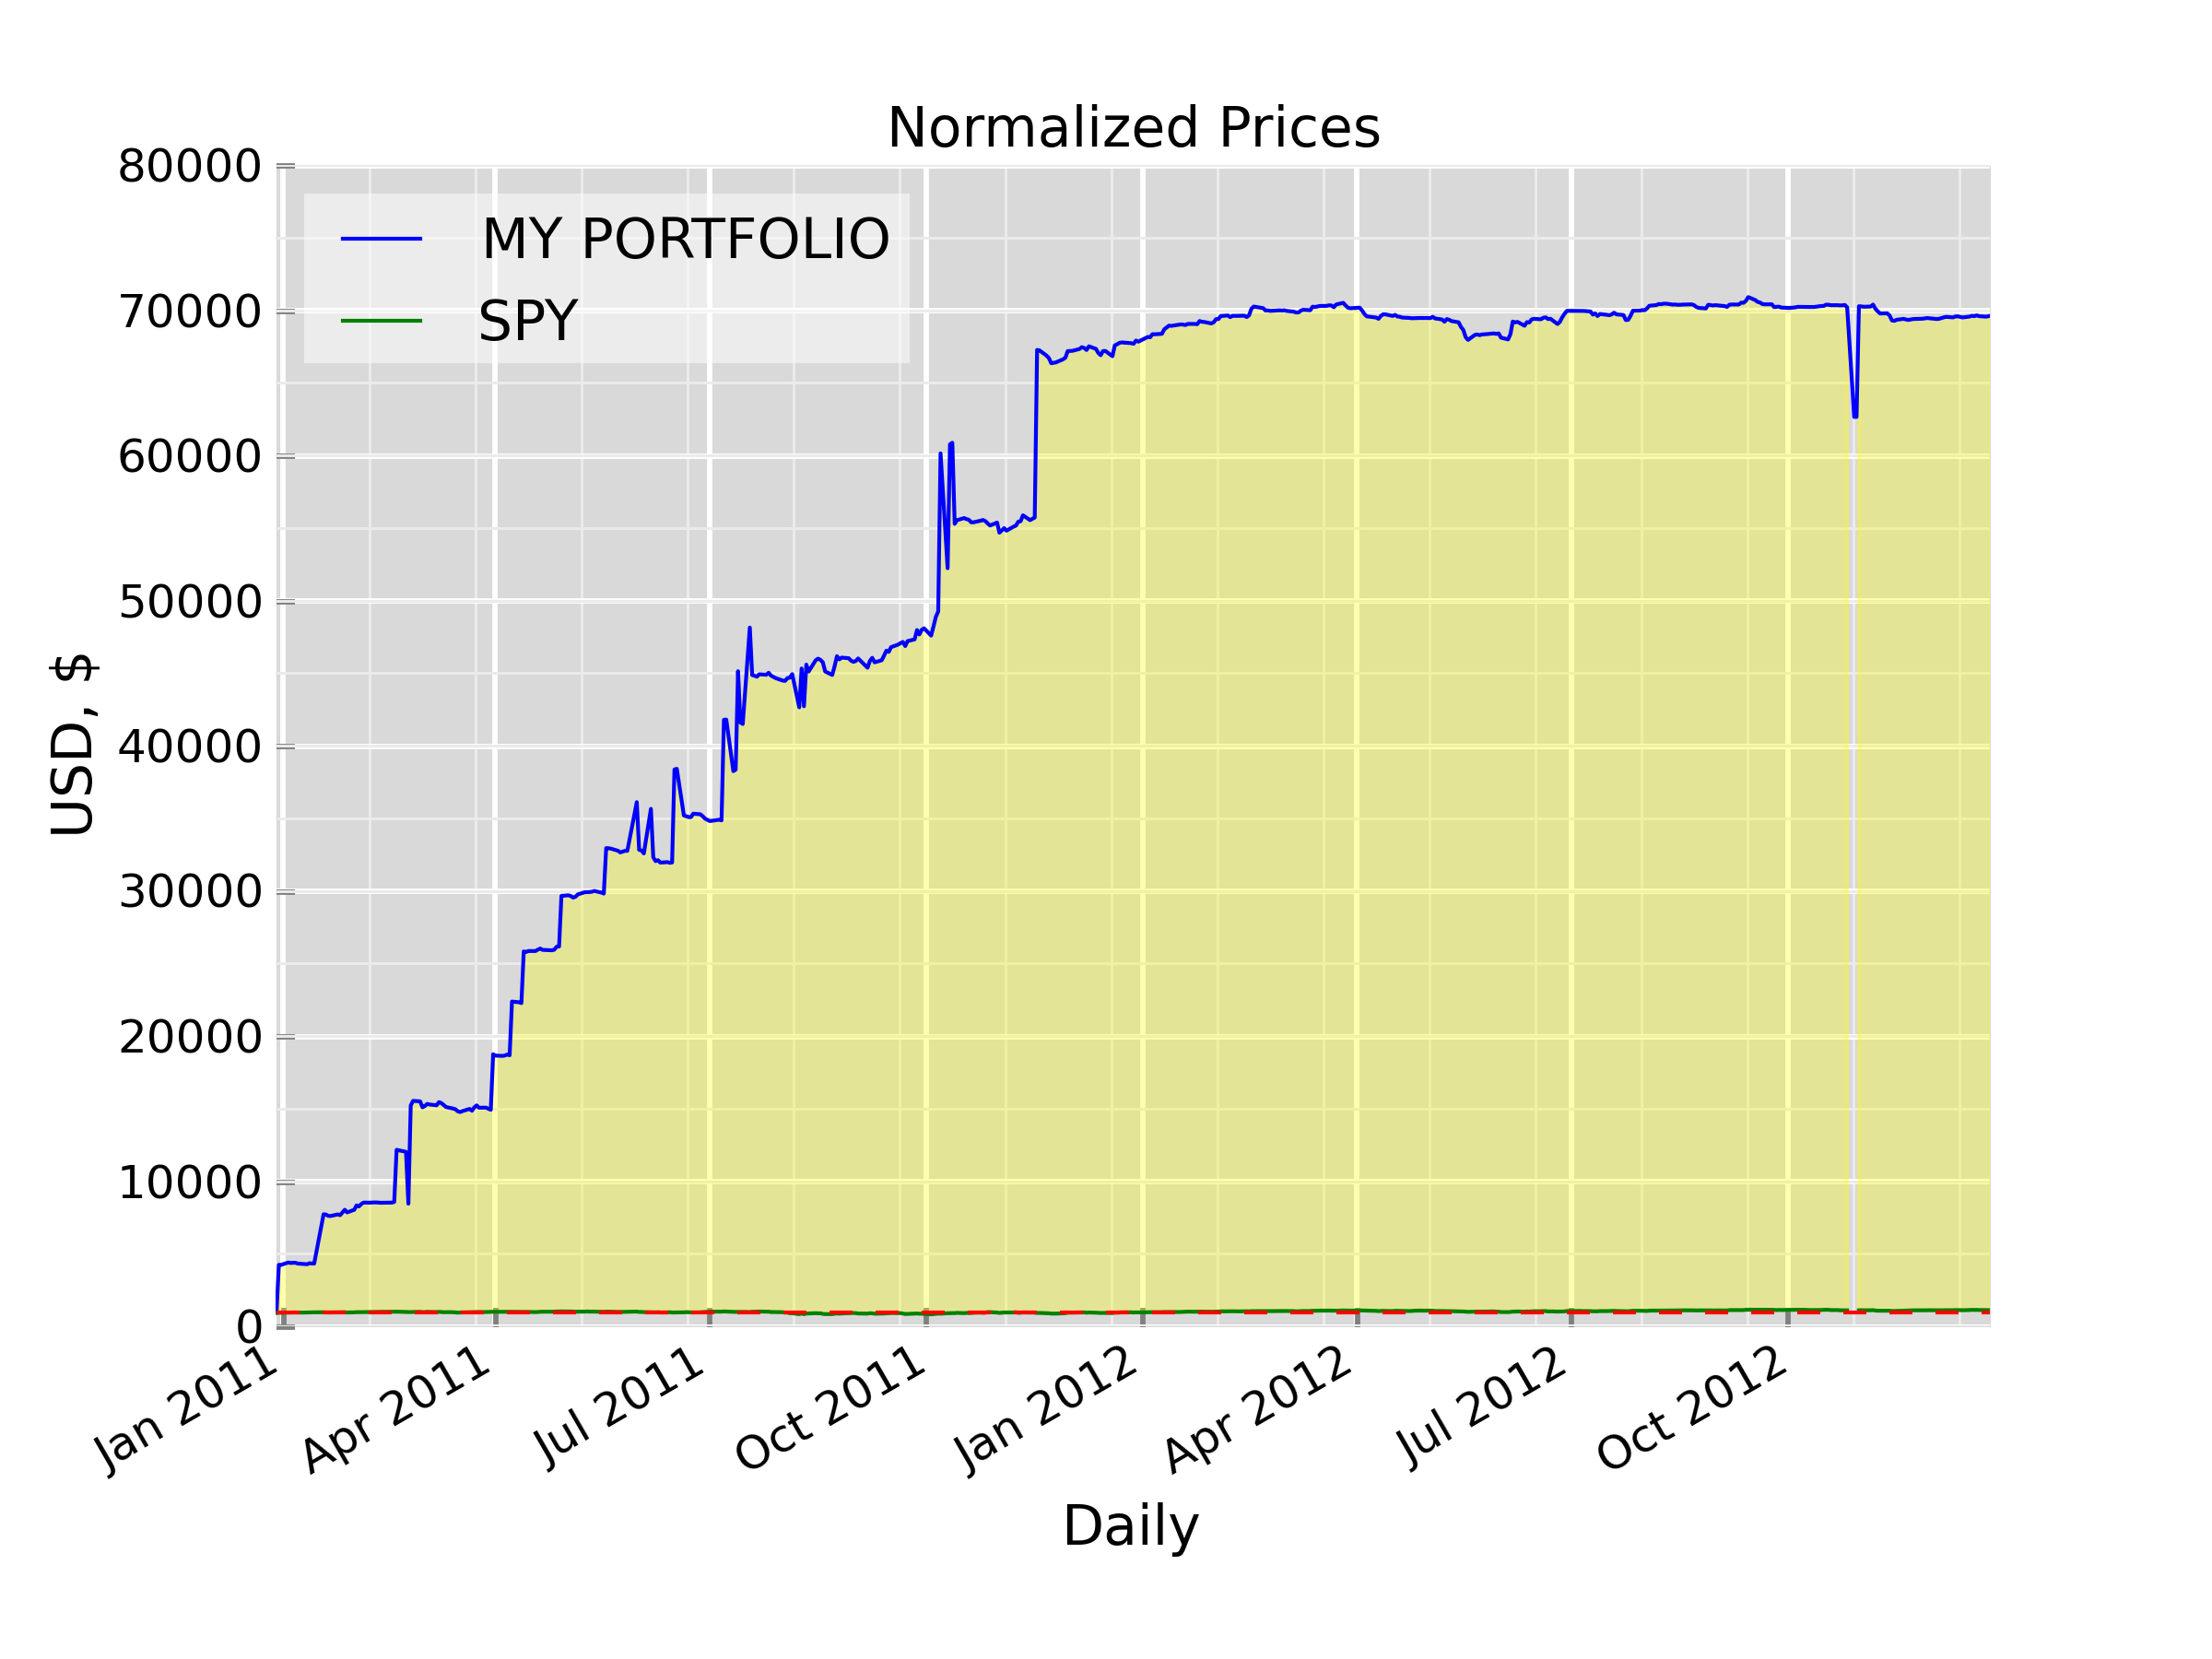 Normalized Prices
80000
70000
60000
50000
40000
30000
20000
10000
0
USD, $
MY PORTFOLIO
SPY
Jan 2011
Apr 2011
Jul 2011
Oct 2011
Jan 2012
Apr 2012
Jul 2012
Oct 2012
Daily